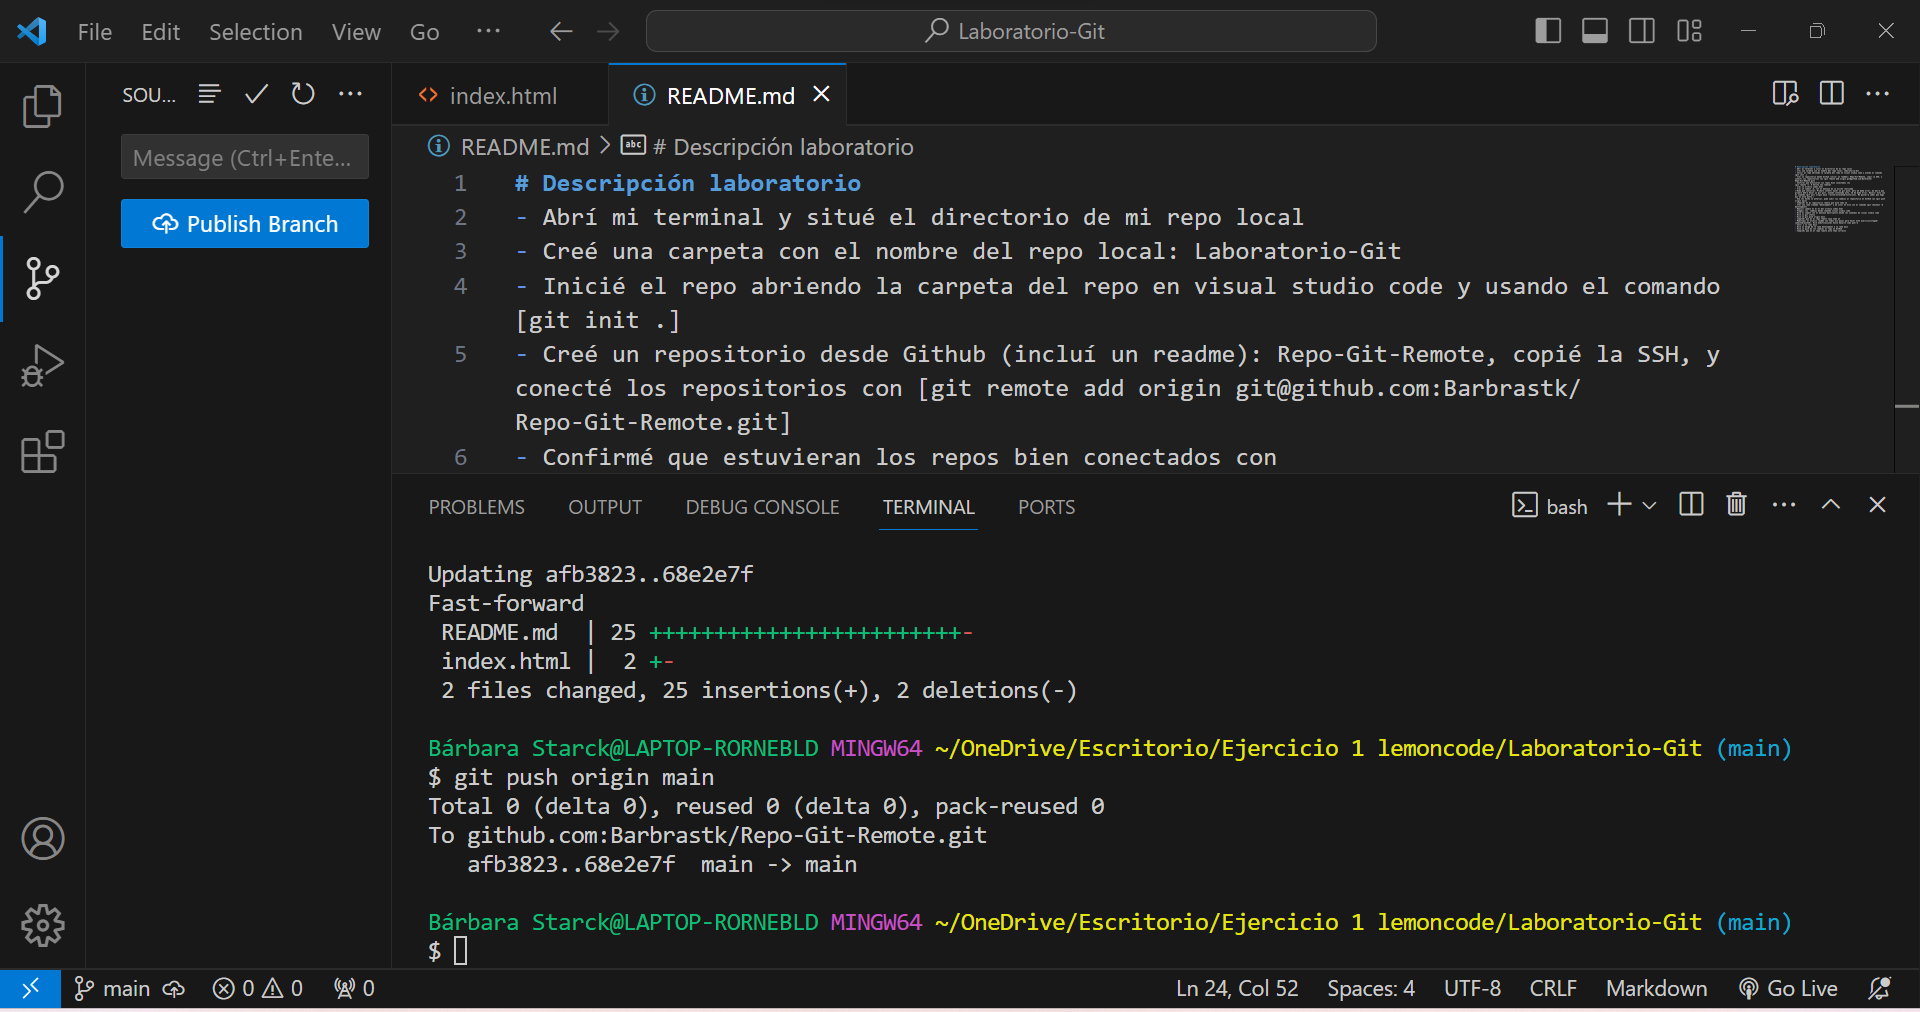 File Edit Selection View Go ··· Laboratorio-Git
SOU...
Message (Ctrl+Ente...
Publish Branch
index.html README.md
README.md > # Descripción laboratorio
1 # Descripción laboratorio
2 - Abrí mi terminal y situé el directorio de mi repo local
3 - Creé una carpeta con el nombre del repo local: Laboratorio-Git
4 - Inicié el repo abriendo la carpeta del repo en visual studio code y usando el comando
[git init .]
5 - Creé un repositorio desde Github (incluí un readme): Repo-Git-Remote, copié la SSH, y
conecté los repositorios con [git remote add origin git@github.com:Barbrastk/
Repo-Git-Remote.git]
6 - Confirmé que estuvieran los repos bien conectados con
PROBLEMS OUTPUT DEBUG CONSOLE TERMINAL PORTS bash
Updating afb3823..68e2e7f
Fast-forward
README.md | 25 ++++++++++++++++++++++++-
index.html | 2 +-
2 files changed, 25 insertions(+), 2 deletions(-)
Bárbara Starck@LAPTOP-RORNEBLD MINGW64 ~/OneDrive/Escritorio/Ejercicio 1 lemoncode/Laboratorio-Git (main)
$ git push origin main
Total 0 (delta 0), reused 0 (delta 0), pack-reused 0
To github.com:Barbrastk/Repo-Git-Remote.git
afb3823..68e2e7f main -> main
Bárbara Starck@LAPTOP-RORNEBLD MINGW64 ~/OneDrive/Escritorio/Ejercicio 1 lemoncode/Laboratorio-Git (main)
$
main 0 0 0 Ln 24, Col 52 Spaces: 4 UTF-8 CRLF Markdown Go Live